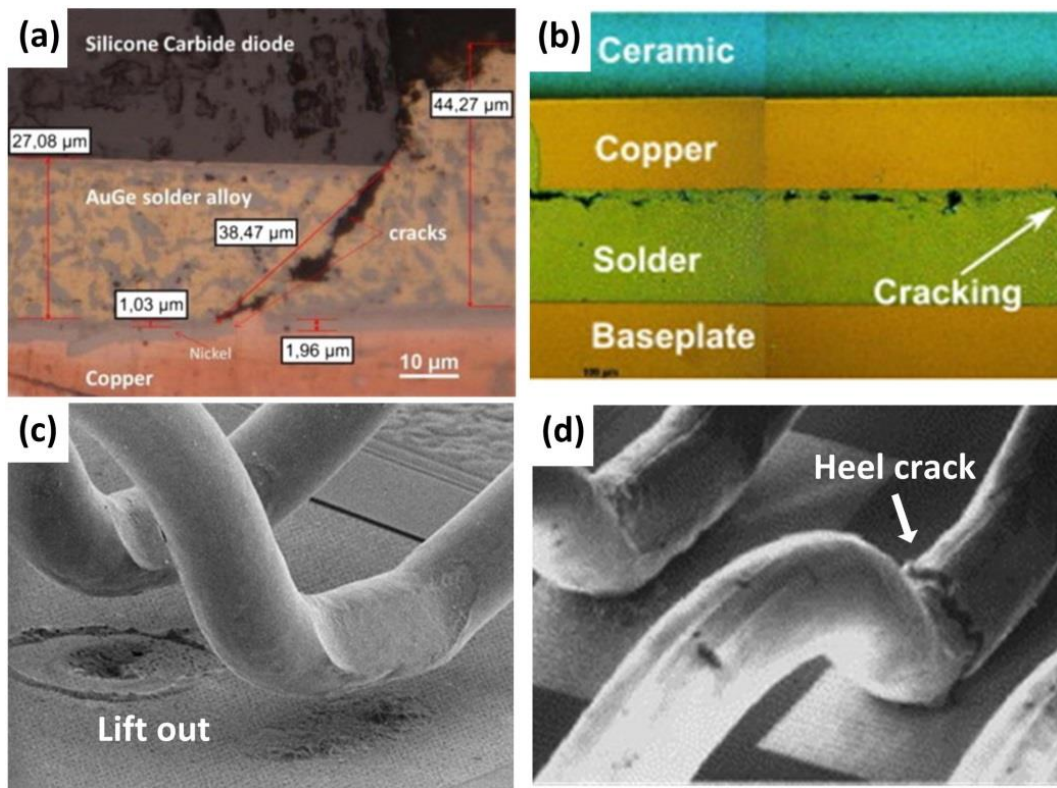 (a)
Silicone Carbide diode
27,08 µm
44,27 µm
AuGe solder alloy
38,47 µm
cracks
1,03 µm
Nickel
1,96 µm
10 µm
Copper
(b)
Ceramic
Copper
Solder
Cracking
Baseplate
(c)
Lift out
(d)
Heel crack